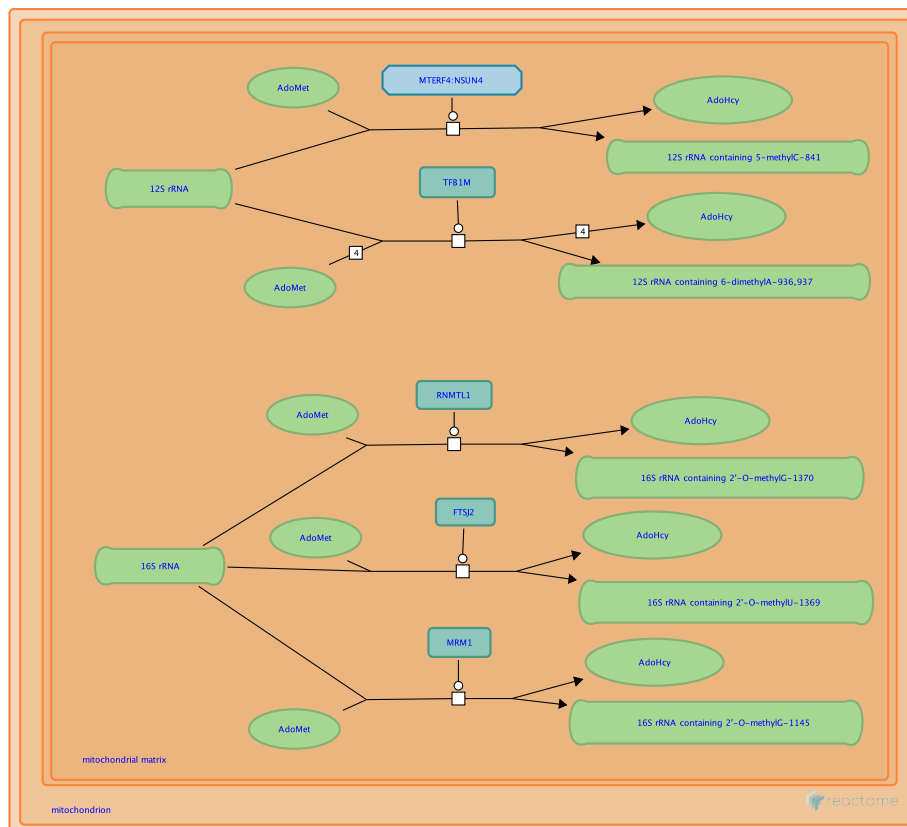 AdoMet
MTERF4:NSUN4
AdoHcy
12S rRNA containing 5-methylC-841
12S rRNA
TFB1M
AdoHcy
4
4
AdoMet
12S rRNA containing 6-dimethylA-936,937
RNMTL1
AdoMet
AdoHcy
16S rRNA containing 2'-O-methylG-1370
FTSJ2
AdoMet
AdoHcy
16S rRNA
16S rRNA containing 2'-O-methylU-1369
MRM1
AdoHcy
AdoMet
16S rRNA containing 2'-O-methylG-1145
mitochondrial matrix
reactome
mitochondrion